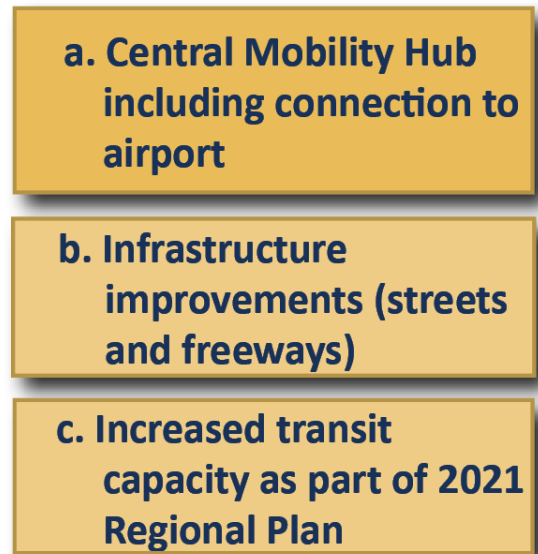 a. Central Mobility Hub
including connection to
airport
b. Infrastructure
improvements (streets
and freeways)
c. Increased transit
capacity as part of 2021
Regional Plan